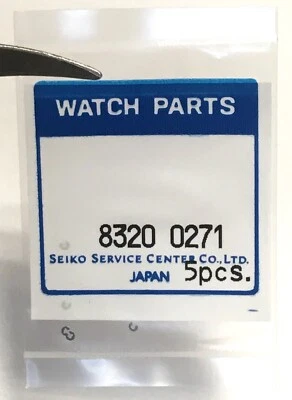 WATCH PARTS
8320 0271
SEIKO SERVICE CENTER CO., LTD.
JAPAN 5pcs.